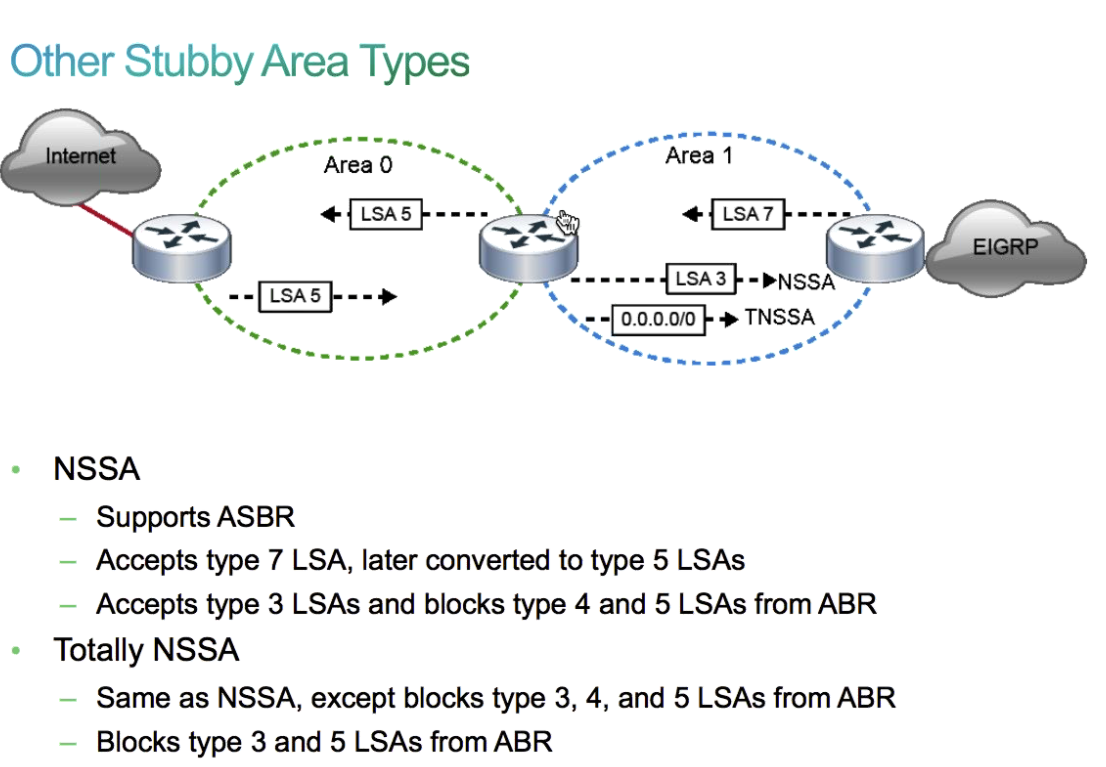 Other Stubby Area Types
Internet
Area 0
Area 1
LSA 5
LSA 7
EIGRP
LSA 3
NSSA
LSA 5
0.0.0.0/0
TNSSA
• NSSA
– Supports ASBR
– Accepts type 7 LSA, later converted to type 5 LSAs
– Accepts type 3 LSAs and blocks type 4 and 5 LSAs from ABR
• Totally NSSA
– Same as NSSA, except blocks type 3, 4, and 5 LSAs from ABR
– Blocks type 3 and 5 LSAs from ABR